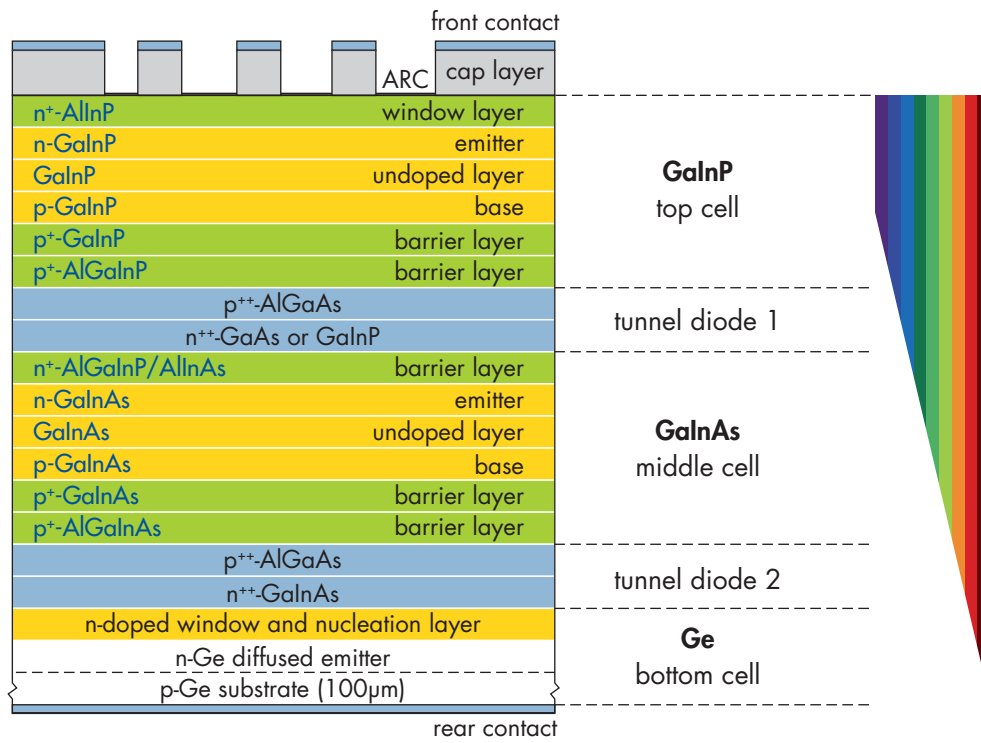 front contact
ARC
cap layer
n⁺-AlInP window layer
n-GaInP emitter
GaInP undoped layer
p-GaInP base
p⁺-GaInP barrier layer
p⁺-AlGaInP barrier layer
GaInP
top cell
p⁺⁺-AlGaAs
n⁺⁺-GaAs or GaInP
tunnel diode 1
n⁺-AlGaInP/AlInAs barrier layer
n-GaInAs emitter
GaInAs undoped layer
p-GaInAs base
p⁺-GaInAs barrier layer
p⁺-AlGaInAs barrier layer
GaInAs
middle cell
p⁺⁺-AlGaAs
n⁺⁺-GaInAs
tunnel diode 2
n-doped window and nucleation layer
n-Ge diffused emitter
p-Ge substrate (100µm)
Ge
bottom cell
rear contact